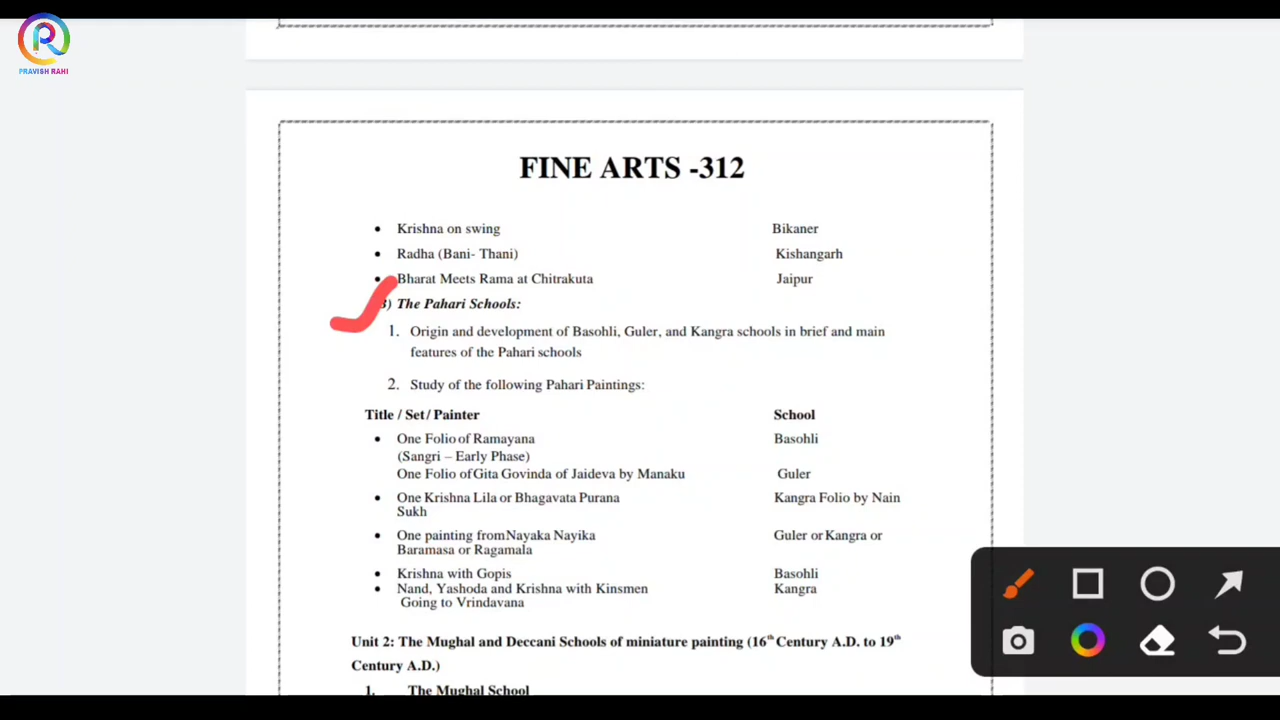 PRAVISH RAHI
FINE ARTS -312
• Krishna on swing Bikaner
• Radha (Bani- Thani) Kishangarh
• Bharat Meets Rama at Chitrakuta Jaipur
) The Pahari Schools:
1. Origin and development of Basohli, Guler, and Kangra schools in brief and main
features of the Pahari schools
2. Study of the following Pahari Paintings:
Title / Set / Painter School
• One Folio of Ramayana Basohli
(Sangri – Early Phase)
One Folio of Gita Govinda of Jaideva by Manaku Guler
• One Krishna Lila or Bhagavata Purana Kangra Folio by Nain
Sukh
• One painting from Nayaka Nayika Guler or Kangra or
Baramasa or Ragamala
• Krishna with Gopis Basohli
• Nand, Yashoda and Krishna with Kinsmen Kangra
Going to Vrindavana
Unit 2: The Mughal and Deccani Schools of miniature painting (16th Century A.D. to 19th
Century A.D.)
1. The Mughal School